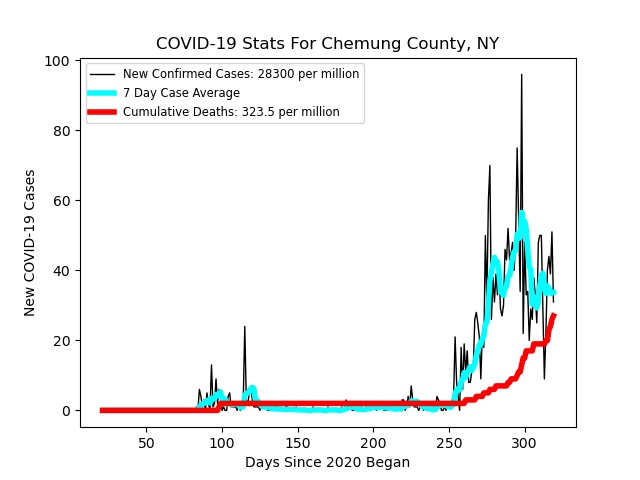 COVID-19 Stats For Chemung County, NY
New Confirmed Cases: 28300 per million
7 Day Case Average
Cumulative Deaths: 323.5 per million
New COVID-19 Cases
100
80
60
40
20
0
50
100
150
200
250
300
Days Since 2020 Began